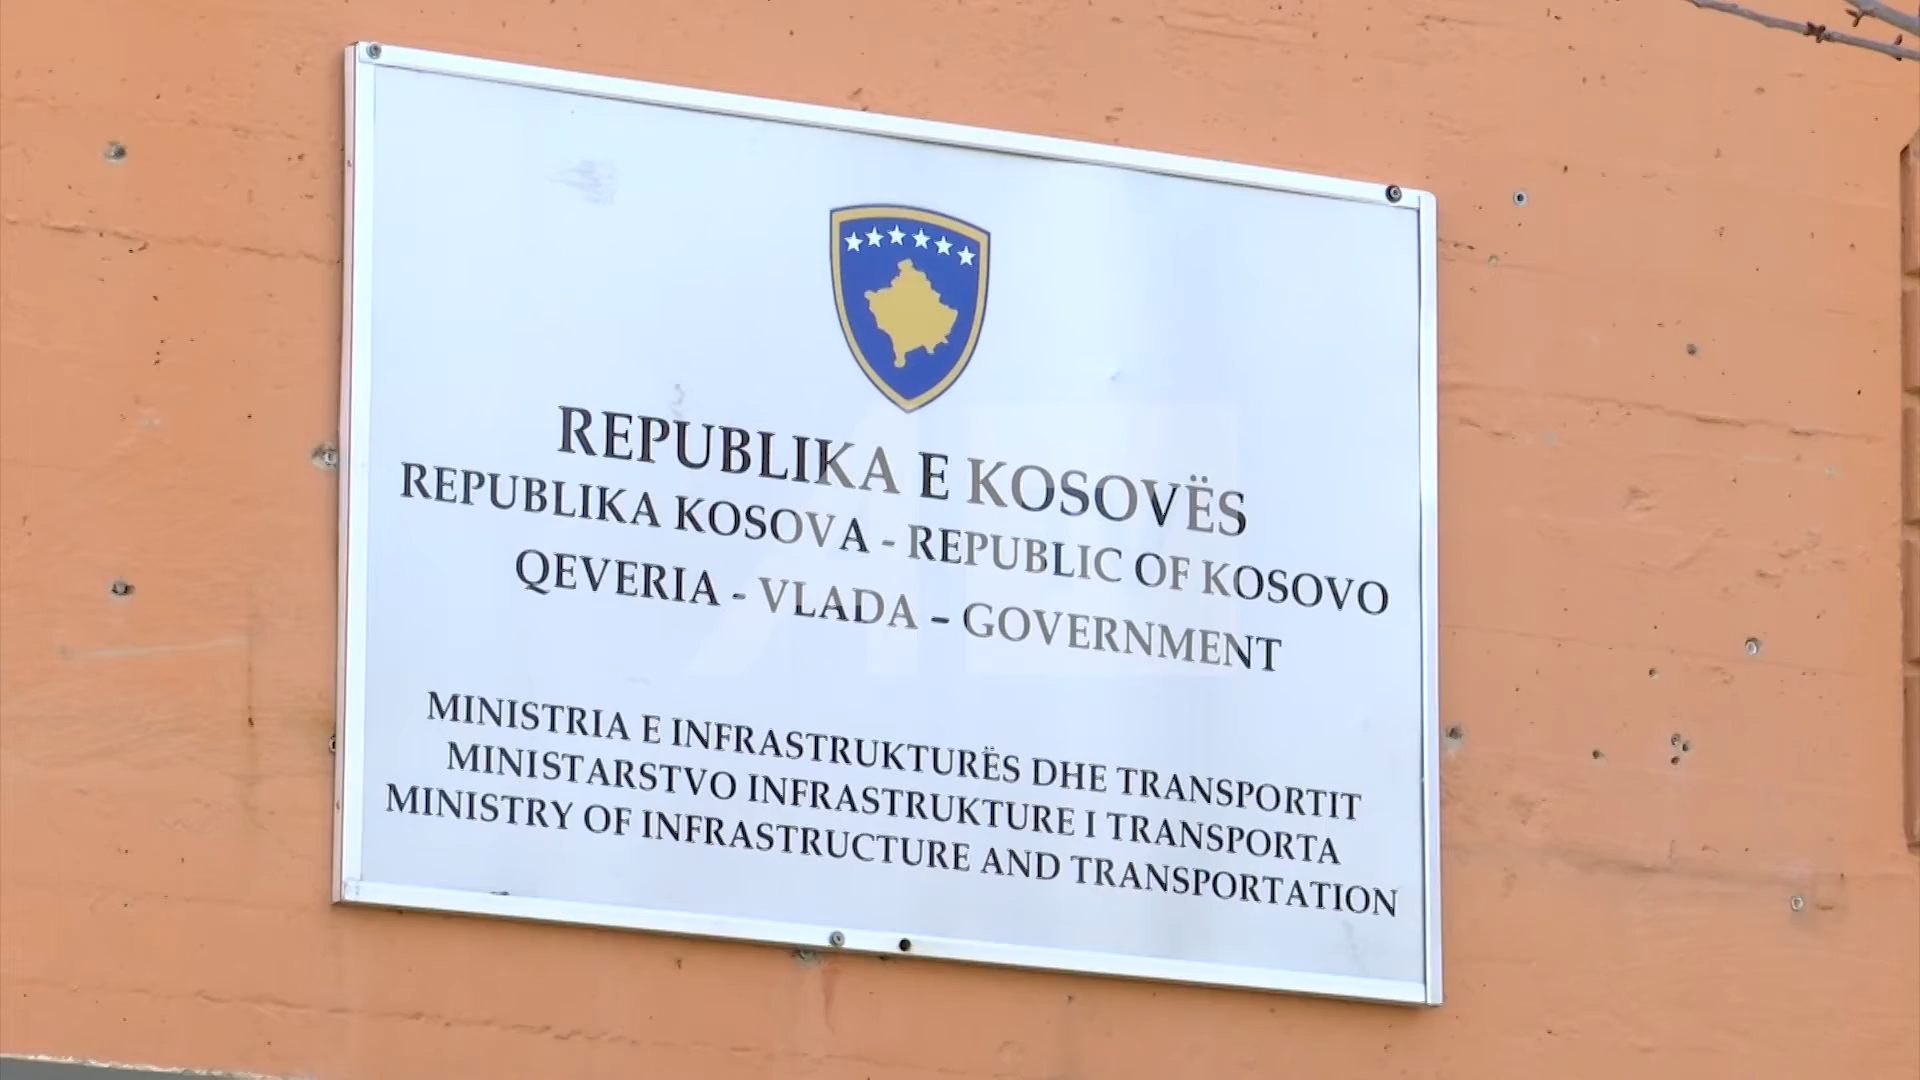 REPUBLIKA E KOSOVËS
REPUBLIKA KOSOVA - REPUBLIC OF KOSOVO
QEVERIA - VLADA - GOVERNMENT
MINISTRIA E INFRASTRUKTURËS DHE TRANSPORTIT
MINISTARSTVO INFRASTRUKTURE I TRANSPORTA
MINISTRY OF INFRASTRUCTURE AND TRANSPORTATION